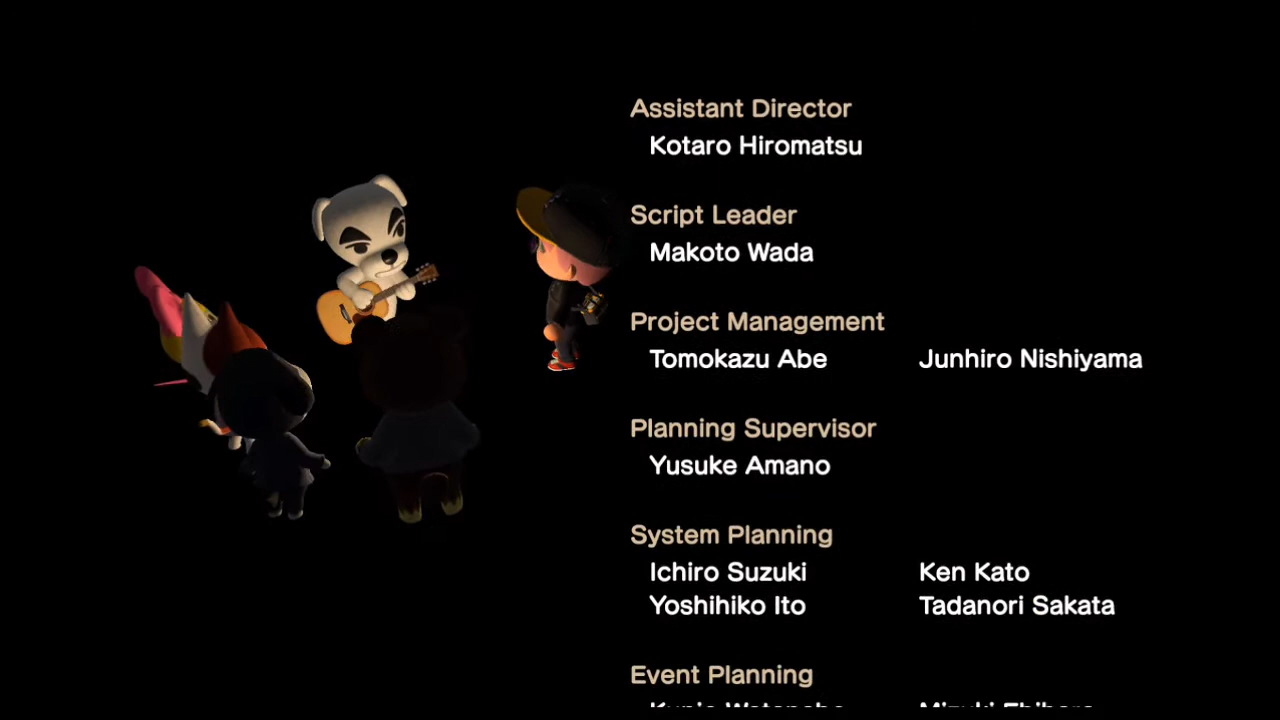 Assistant Director
Kotaro Hiromatsu
Script Leader
Makoto Wada
Project Management
Tomokazu Abe Junhiro Nishiyama
Planning Supervisor
Yusuke Amano
System Planning
Ichiro Suzuki Ken Kato
Yoshihiko Ito Tadanori Sakata
Event Planning